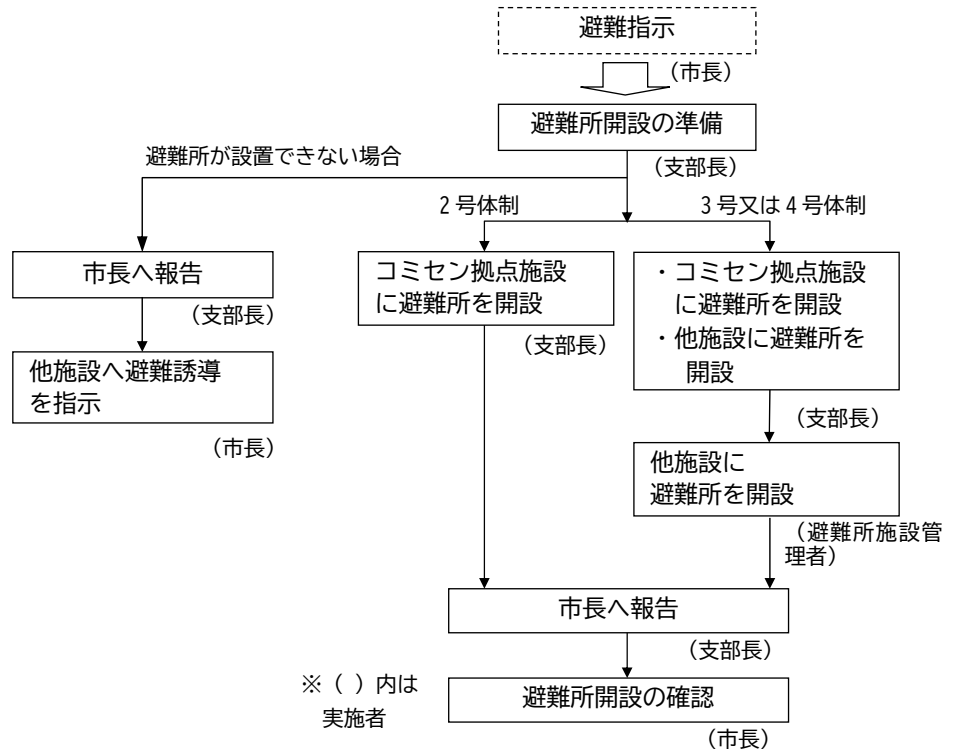 避難指示
（市長）
避難所開設の準備
（支部長）
避難所が設置できない場合
2号体制
3号又は4号体制
市長へ報告
（支部長）
他施設へ避難誘導
を指示
（市長）
コミセン拠点施設
に避難所を開設
（支部長）
・コミセン拠点施設
に避難所を開設
・他施設に避難所を
開設
（支部長）
他施設に
避難所を開設
（避難所施設管
理者）
市長へ報告
（支部長）
避難所開設の確認
（市長）
※（ ）内は
実施者